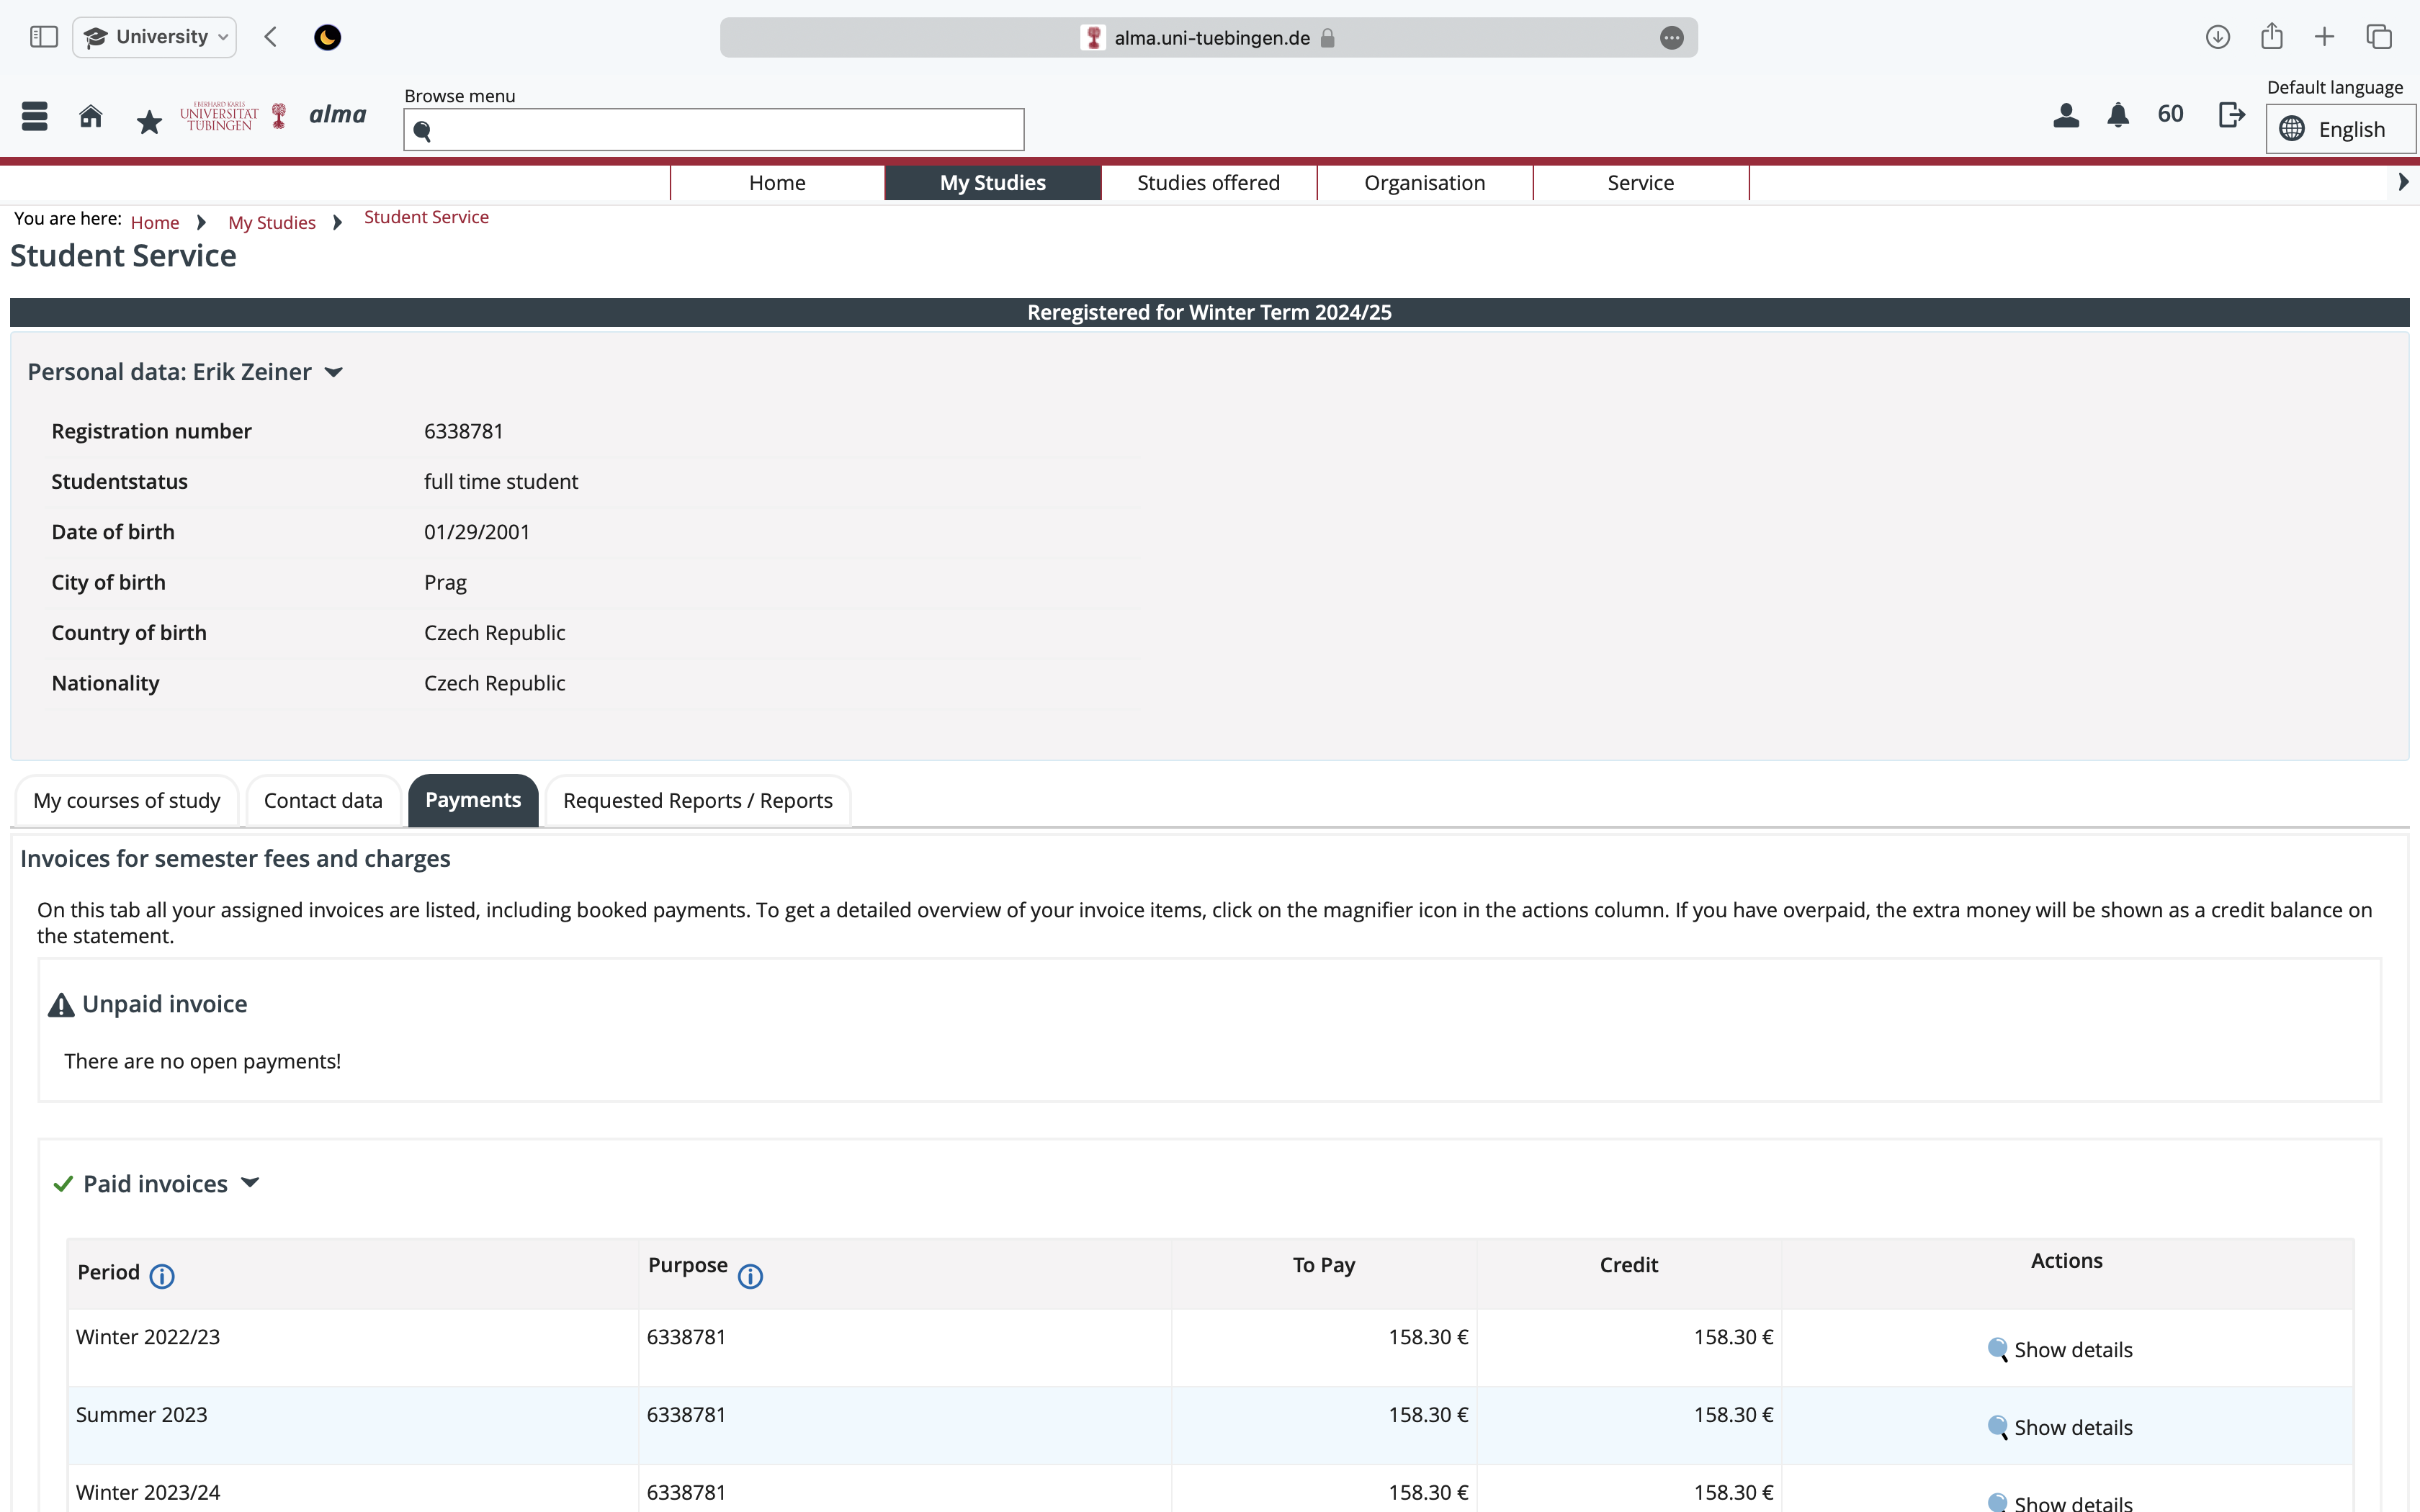 University
alma.uni-tuebingen.de
EBERHARD KARLS
UNIVERSITÄT
TÜBINGEN
alma
Browse menu
60
Default language
English
Home
My Studies
Studies offered
Organisation
Service
You are here: Home My Studies Student Service
Student Service
Reregistered for Winter Term 2024/25
Personal data: Erik Zeiner
Registration number 6338781
Studentstatus full time student
Date of birth 01/29/2001
City of birth Prag
Country of birth Czech Republic
Nationality Czech Republic
My courses of study
Contact data
Payments
Requested Reports / Reports
Invoices for semester fees and charges
On this tab all your assigned invoices are listed, including booked payments. To get a detailed overview of your invoice items, click on the magnifier icon in the actions column. If you have overpaid, the extra money will be shown as a credit balance on
the statement.
Unpaid invoice
There are no open payments!
Paid invoices
Period Purpose To Pay Credit Actions
Winter 2022/23 6338781 158.30 € 158.30 € Show details
Summer 2023 6338781 158.30 € 158.30 € Show details
Winter 2023/24 6338781 158.30 € 158.30 € Show details